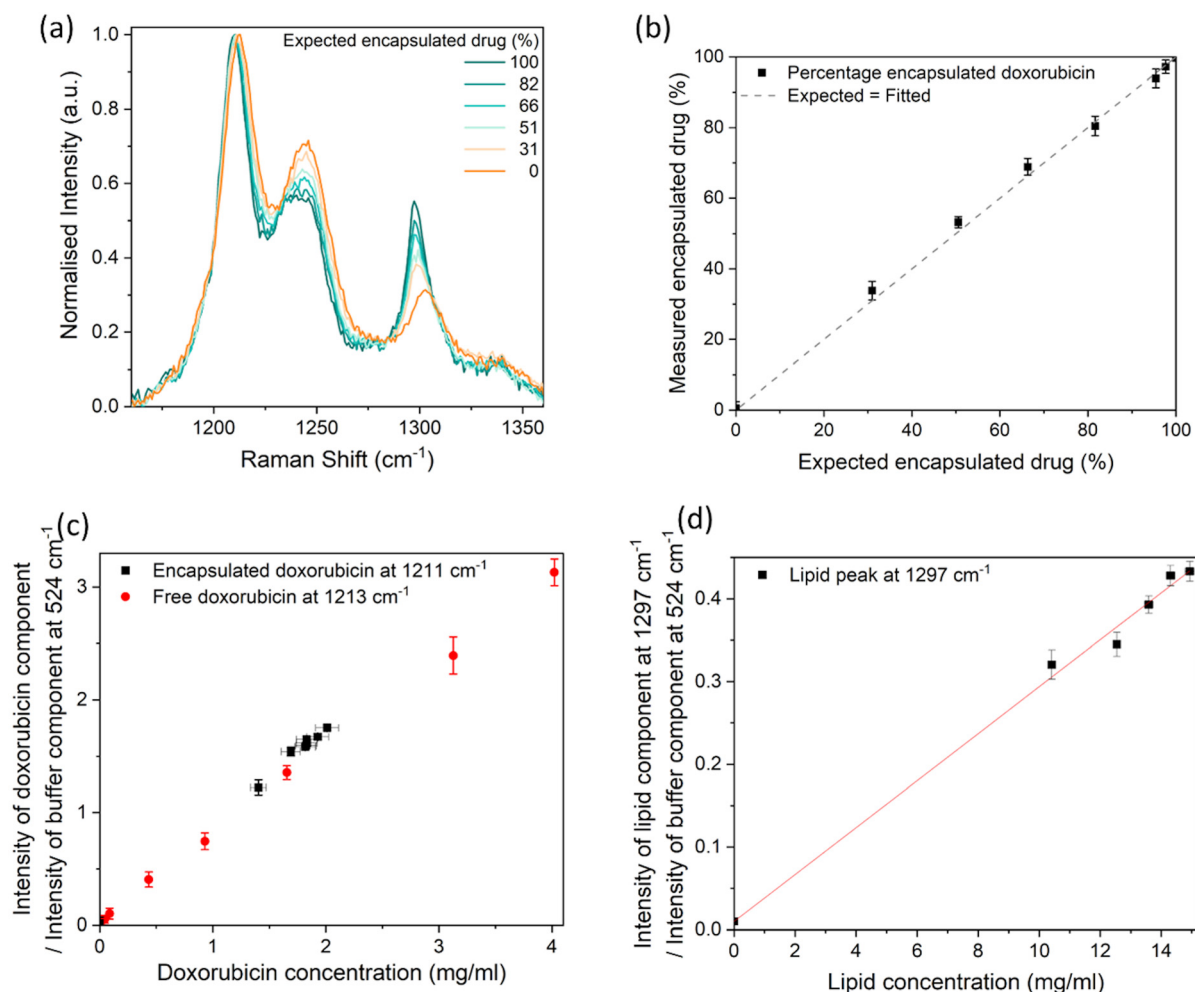 (a)
Expected encapsulated drug (%)
100
82
66
51
31
0
1.0
0.8
0.6
0.4
0.2
0.0
Normalised Intensity (a.u.)
1200
1250
1300
1350
Raman Shift (cm⁻¹)
(b)
Percentage encapsulated doxorubicin
Expected = Fitted
100
80
60
40
20
0
Measured encapsulated drug (%)
0
20
40
60
80
100
Expected encapsulated drug (%)
(c)
Encapsulated doxorubicin at 1211 cm⁻¹
Free doxorubicin at 1213 cm⁻¹
3
2
1
0
Intensity of doxorubicin component
/ Intensity of buffer component at 524 cm⁻¹
0
1
2
3
4
Doxorubicin concentration (mg/ml)
(d)
Lipid peak at 1297 cm⁻¹
0.4
0.3
0.2
0.1
0.0
Intensity of lipid component at 1297 cm⁻¹
/ Intensity of buffer component at 524 cm⁻¹
0
2
4
6
8
10
12
14
Lipid concentration (mg/ml)